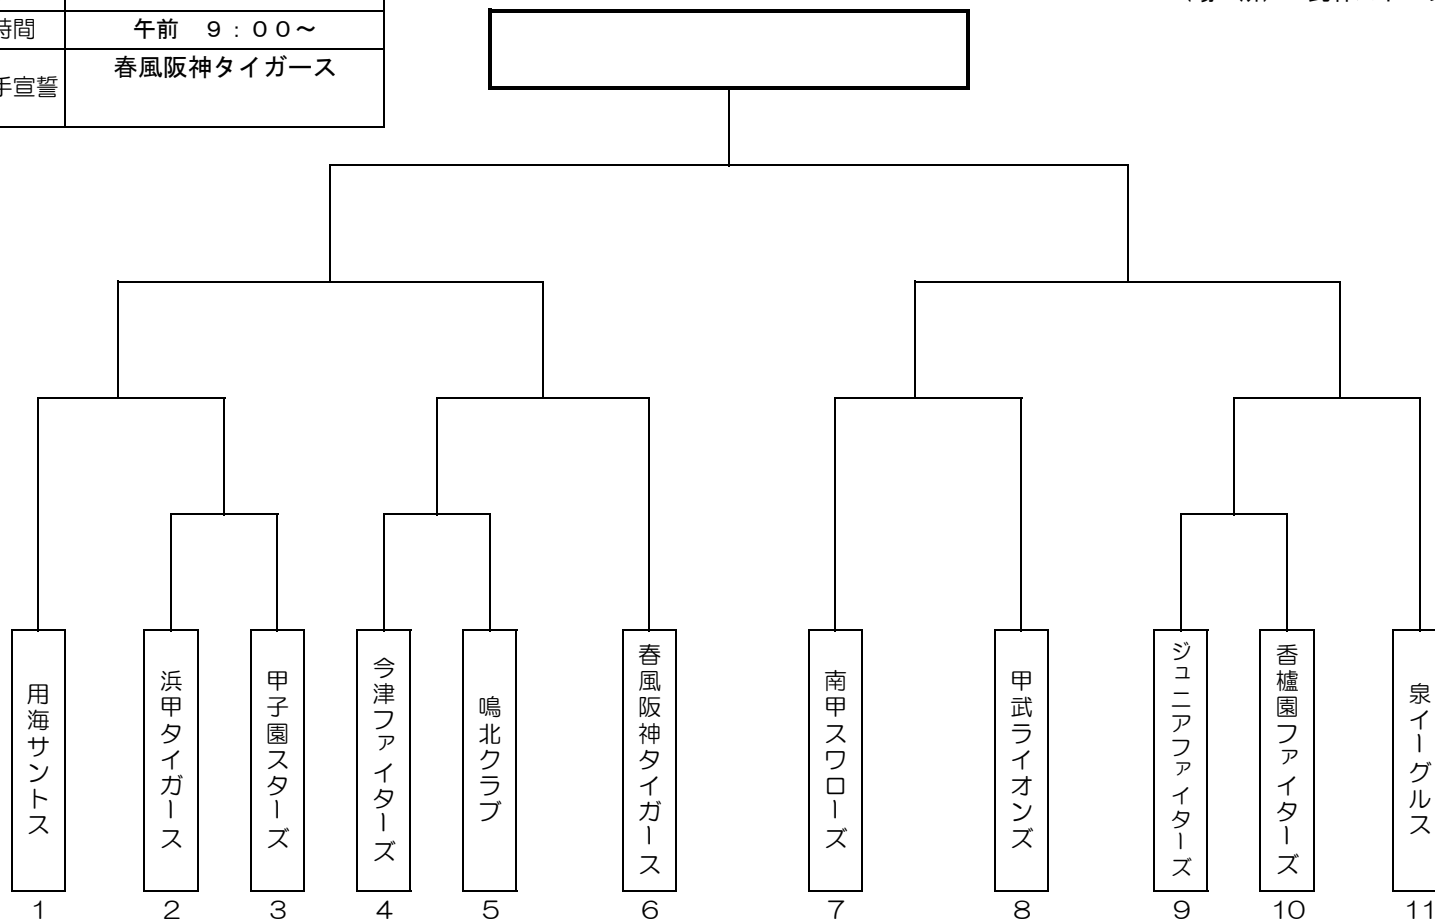 時間
午前 9：00～
手宣誓
春風阪神タイガース
用海サントス
浜甲タイガース
甲子園スターズ
今津ファイターズ
鳴北クラブ
春風阪神タイガース
南甲スワローズ
甲武ライオンズ
ジュニアファイターズ
香櫨園ファイターズ
泉イーグルス
1
2
3
4
5
6
7
8
9
10
11